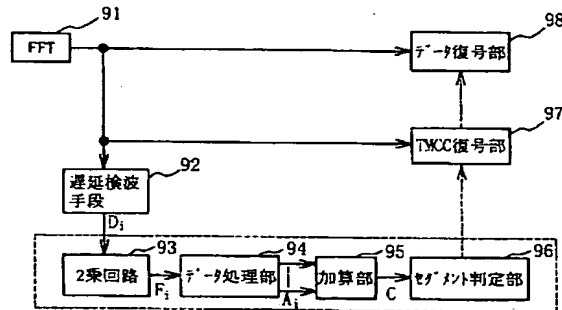 91
98
FFT
データ復号部
97
TMCC復号部
92
遅延検波
手段
Di
93
94
95
96
2乗回路
Fi
データ処理部
Ai
加算部
C
セグメント判定部